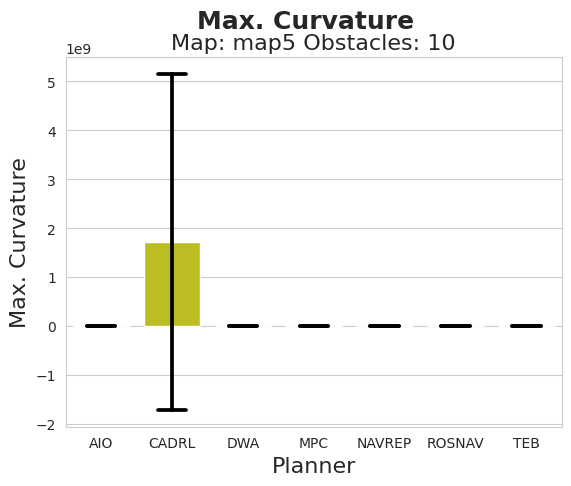 Max. Curvature
Map: map5 Obstacles: 10
1e9
5
4
3
2
1
0
−1
−2
Max. Curvature
AIO CADRL DWA MPC NAVREP ROSNAV TEB
Planner